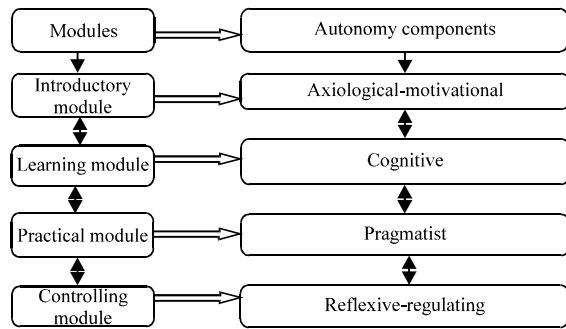 Modules
Autonomy components
Introductory
module
Axiological-motivational
Learning module
Cognitive
Practical module
Pragmatist
Controlling
module
Reflexive-regulating